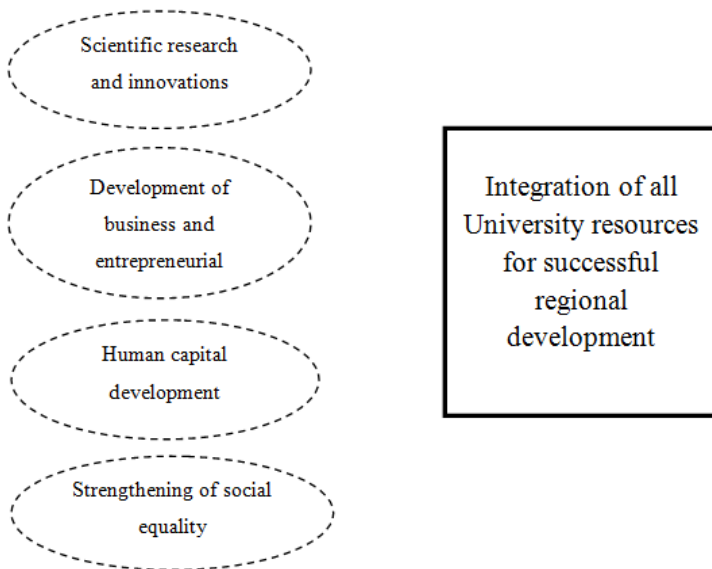 Scientific research
and innovations
Development of
business and
entrepreneurial
Human capital
development
Strengthening of social
equality
Integration of all
University resources
for successful
regional
development